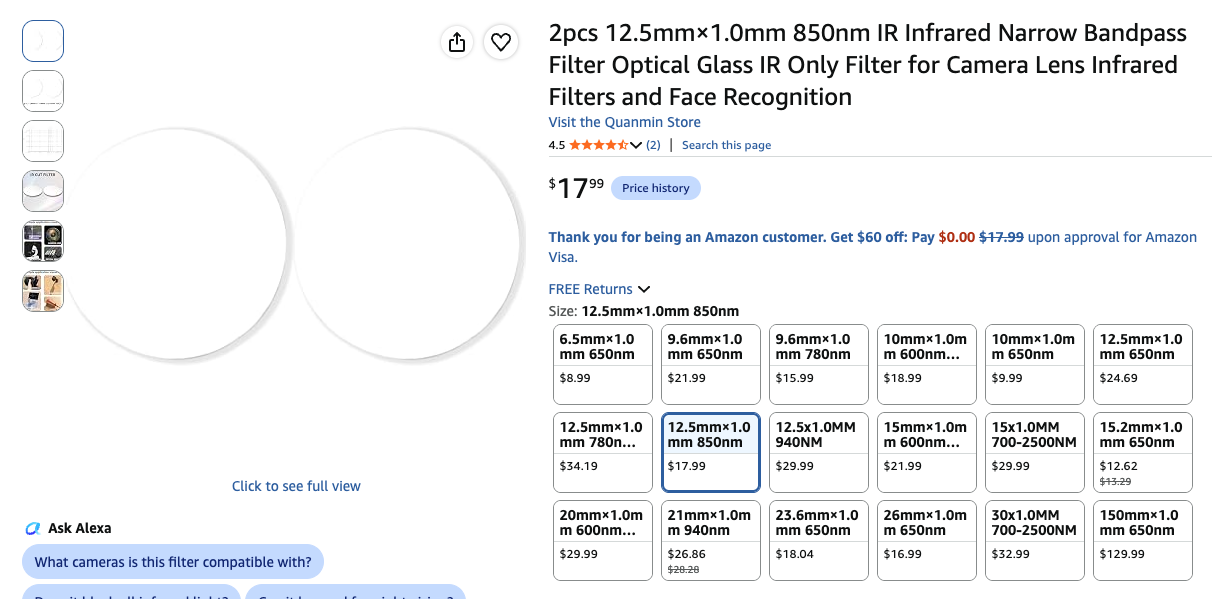 2pcs 12.5mm×1.0mm 850nm IR Infrared Narrow Bandpass
Filter Optical Glass IR Only Filter for Camera Lens Infrared
Filters and Face Recognition
Visit the Quanmin Store
4.5 (2) | Search this page
$17.99 Price history
Thank you for being an Amazon customer. Get $60 off: Pay $0.00 $17.99 upon approval for Amazon
Visa.
FREE Returns
Size: 12.5mm×1.0mm 850nm
6.5mm×1.0
mm 650nm
$8.99
9.6mm×1.0
mm 650nm
$21.99
9.6mm×1.0
mm 780nm
$15.99
10mm×1.0m
m 600nm...
$18.99
10mm×1.0m
m 650nm
$9.99
12.5mm×1.0
mm 650nm
$24.69
12.5mm×1.0
mm 780n...
$34.19
12.5mm×1.0
mm 850nm
$17.99
12.5x1.0MM
940NM
$29.99
15mm×1.0m
m 600nm...
$21.99
15x1.0MM
700-2500NM
$29.99
15.2mm×1.0
mm 650nm
$12.62
$13.29
20mm×1.0m
m 600nm...
$29.99
21mm×1.0m
m 940nm
$26.86
$28.28
23.6mm×1.0
mm 650nm
$18.04
26mm×1.0m
m 650nm
$16.99
30x1.0MM
700-2500NM
$32.99
150mm×1.0
mm 650nm
$129.99
IR CUT FILTER
Click to see full view
Ask Alexa
What cameras is this filter compatible with?